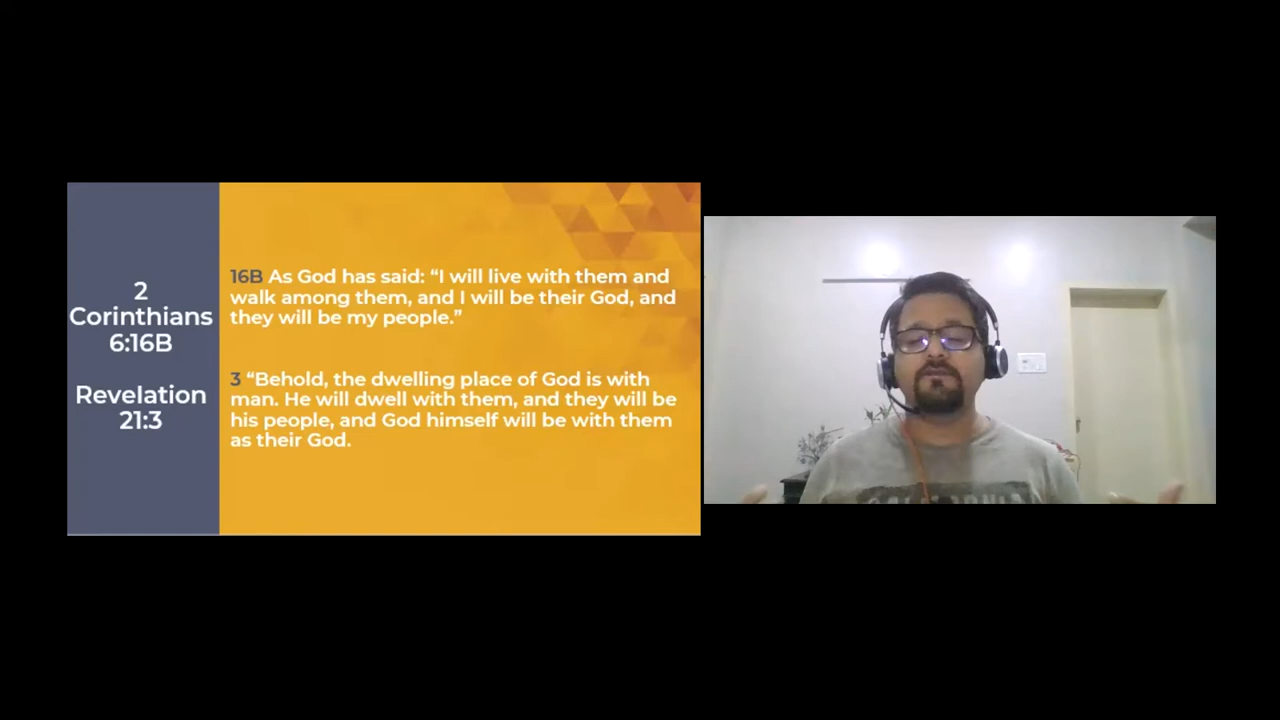 2
Corinthians
6:16B
Revelation
21:3
16B As God has said: “I will live with them and
walk among them, and I will be their God, and
they will be my people.”
3 “Behold, the dwelling place of God is with
man. He will dwell with them, and they will be
his people, and God himself will be with them
as their God.
CALIFORNIA